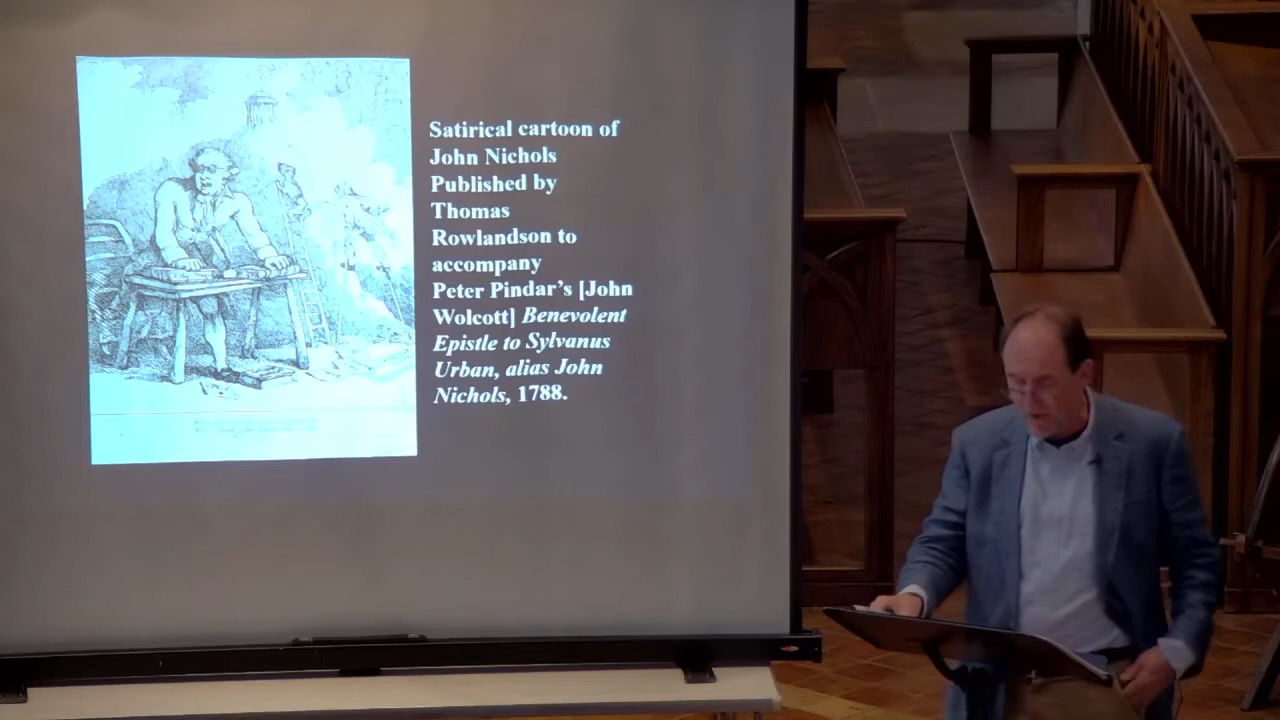 Satirical cartoon of
John Nichols
Published by
Thomas
Rowlandson to
accompany
Peter Pindar’s [John
Wolcott] Benevolent
Epistle to Sylvanus
Urban, alias John
Nichols, 1788.